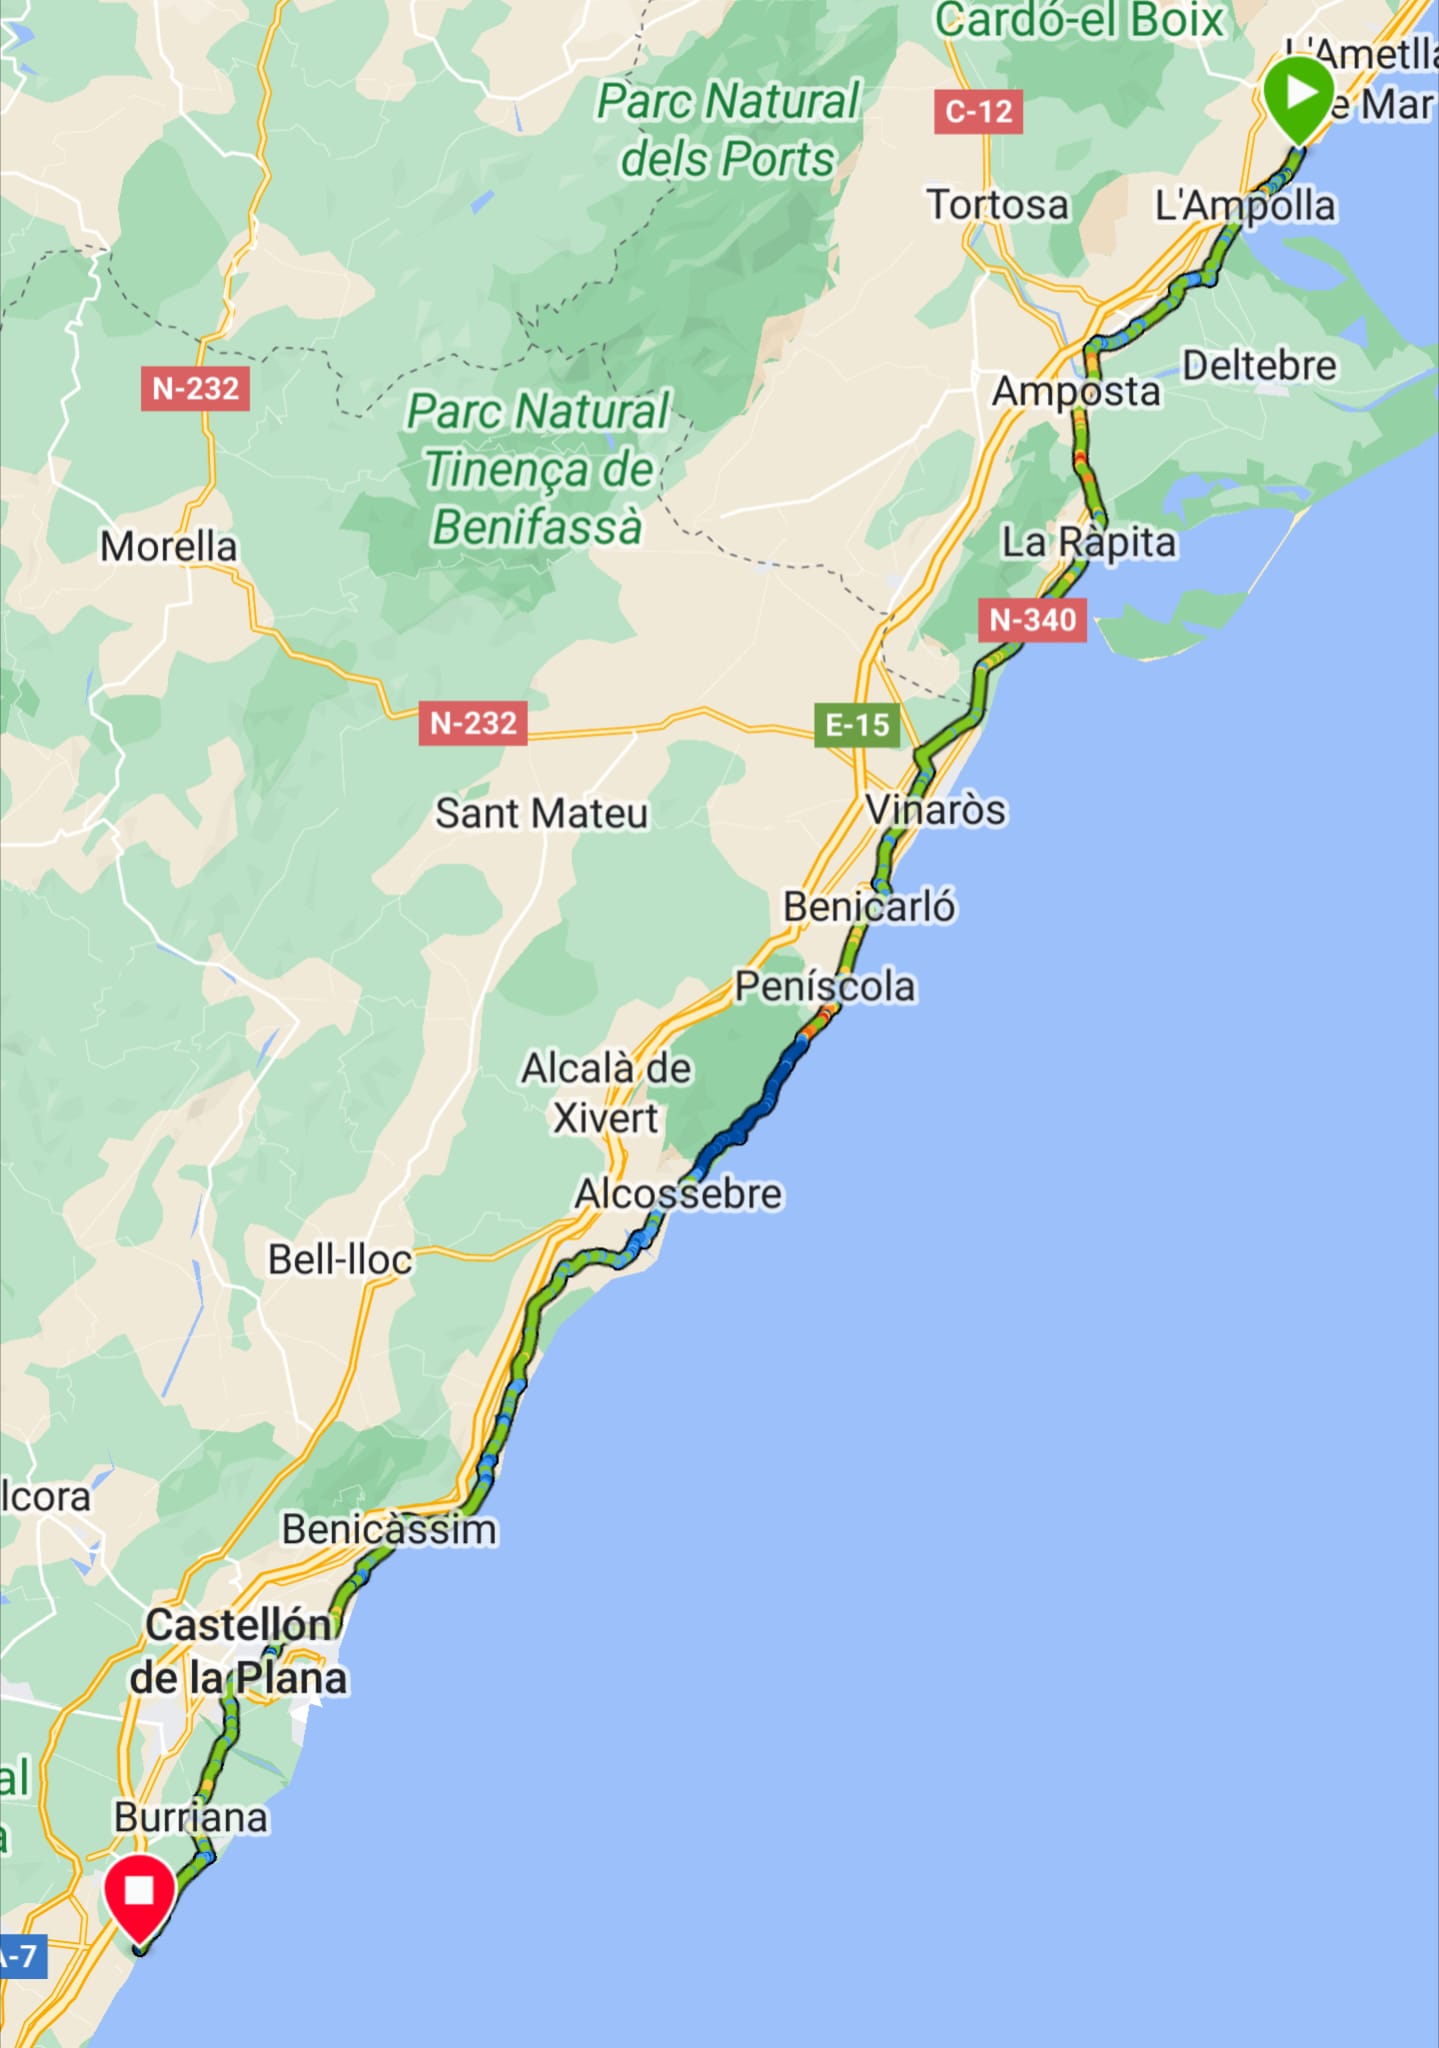 Cardó-el Boix
L'Ametlla
e Mar
Parc Natural
dels Ports
C-12
Tortosa
L'Ampolla
N-232
Deltebre
Amposta
Parc Natural
Tinença de
Benifassà
Morella
La Ràpita
N-340
N-232
E-15
Sant Mateu
Vinaròs
Benicarló
Peníscola
Alcalà de
Xivert
Alcossebre
Bell-lloc
lcora
Benicàssim
Castellón
de la Plana
al
a
Burriana
A-7